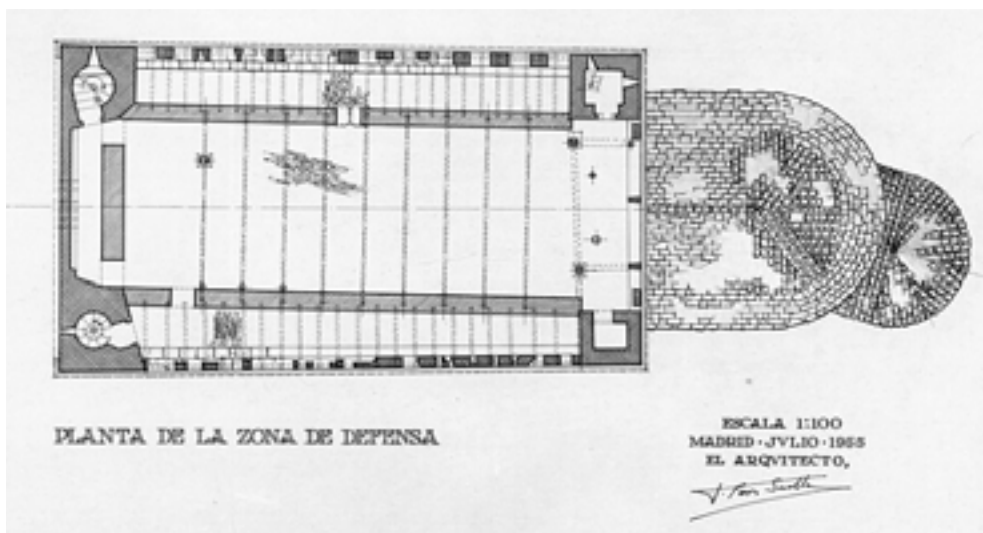 PLANTA DE LA ZONA DE DEFENSA
ESCALA 1:100
MADRID·JVLIO·
EL ARQVITECTO,